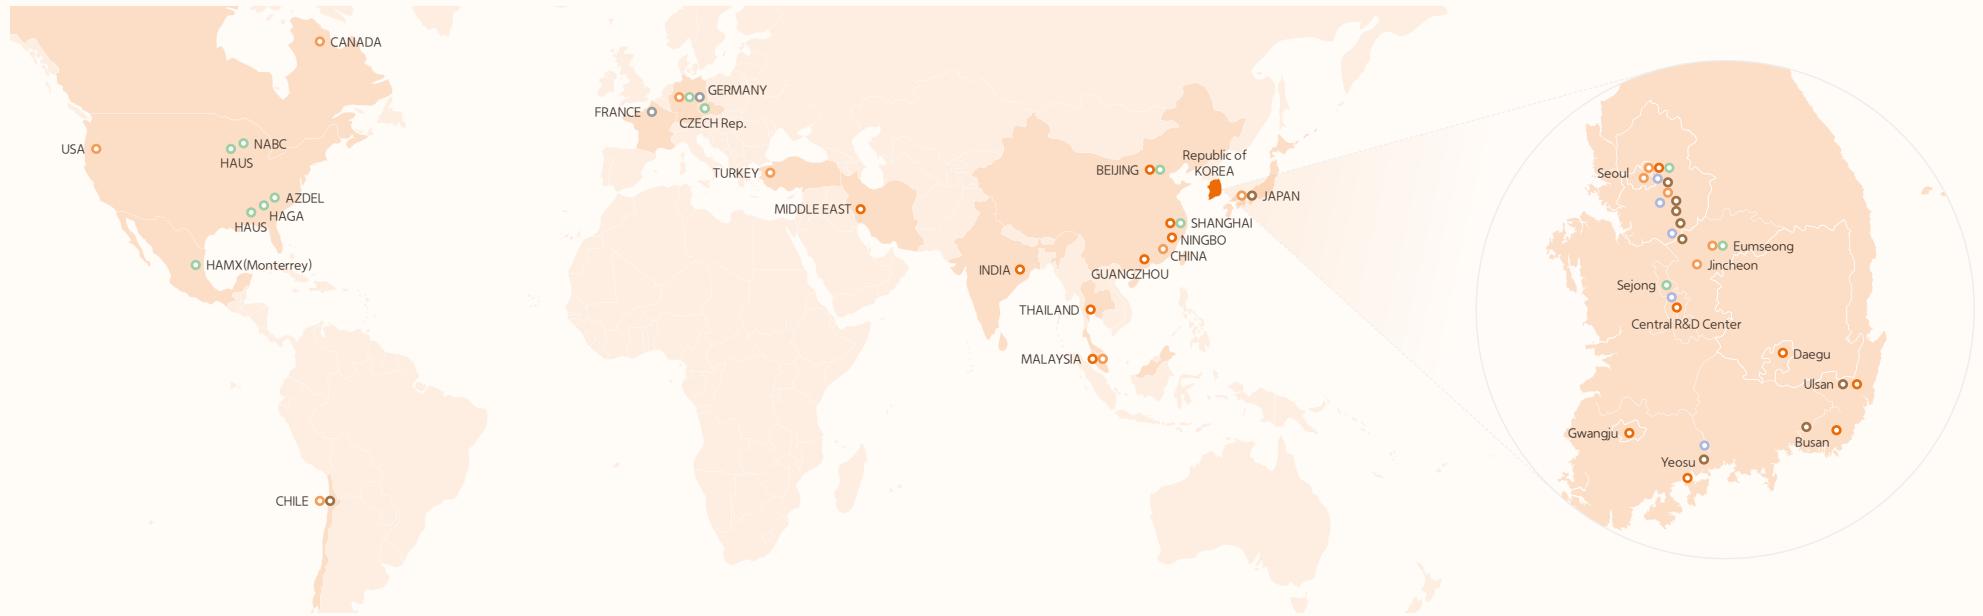 CANADA
USA
NABC
HAUS
AZDEL
HAGA
HAUS
HAMX(Monterrey)
CHILE
FRANCE
GERMANY
CZECH Rep.
TURKEY
MIDDLE EAST
BEIJING
Republic of
KOREA
JAPAN
SHANGHAI
NINGBO
CHINA
GUANGZHOU
INDIA
THAILAND
MALAYSIA
Seoul
Eumseong
Jincheon
Sejong
Central R&D Center
Daegu
Ulsan
Gwangju
Busan
Yeosu